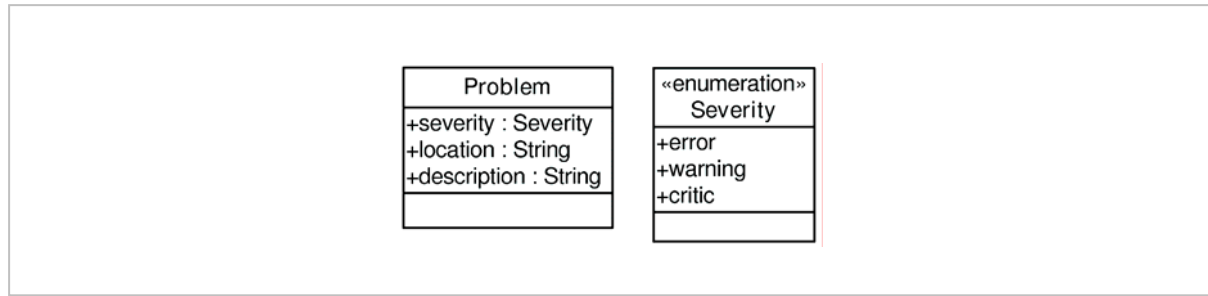 Problem
+severity : Severity
+location : String
+description : String
«enumeration»
Severity
+error
+warning
+critic